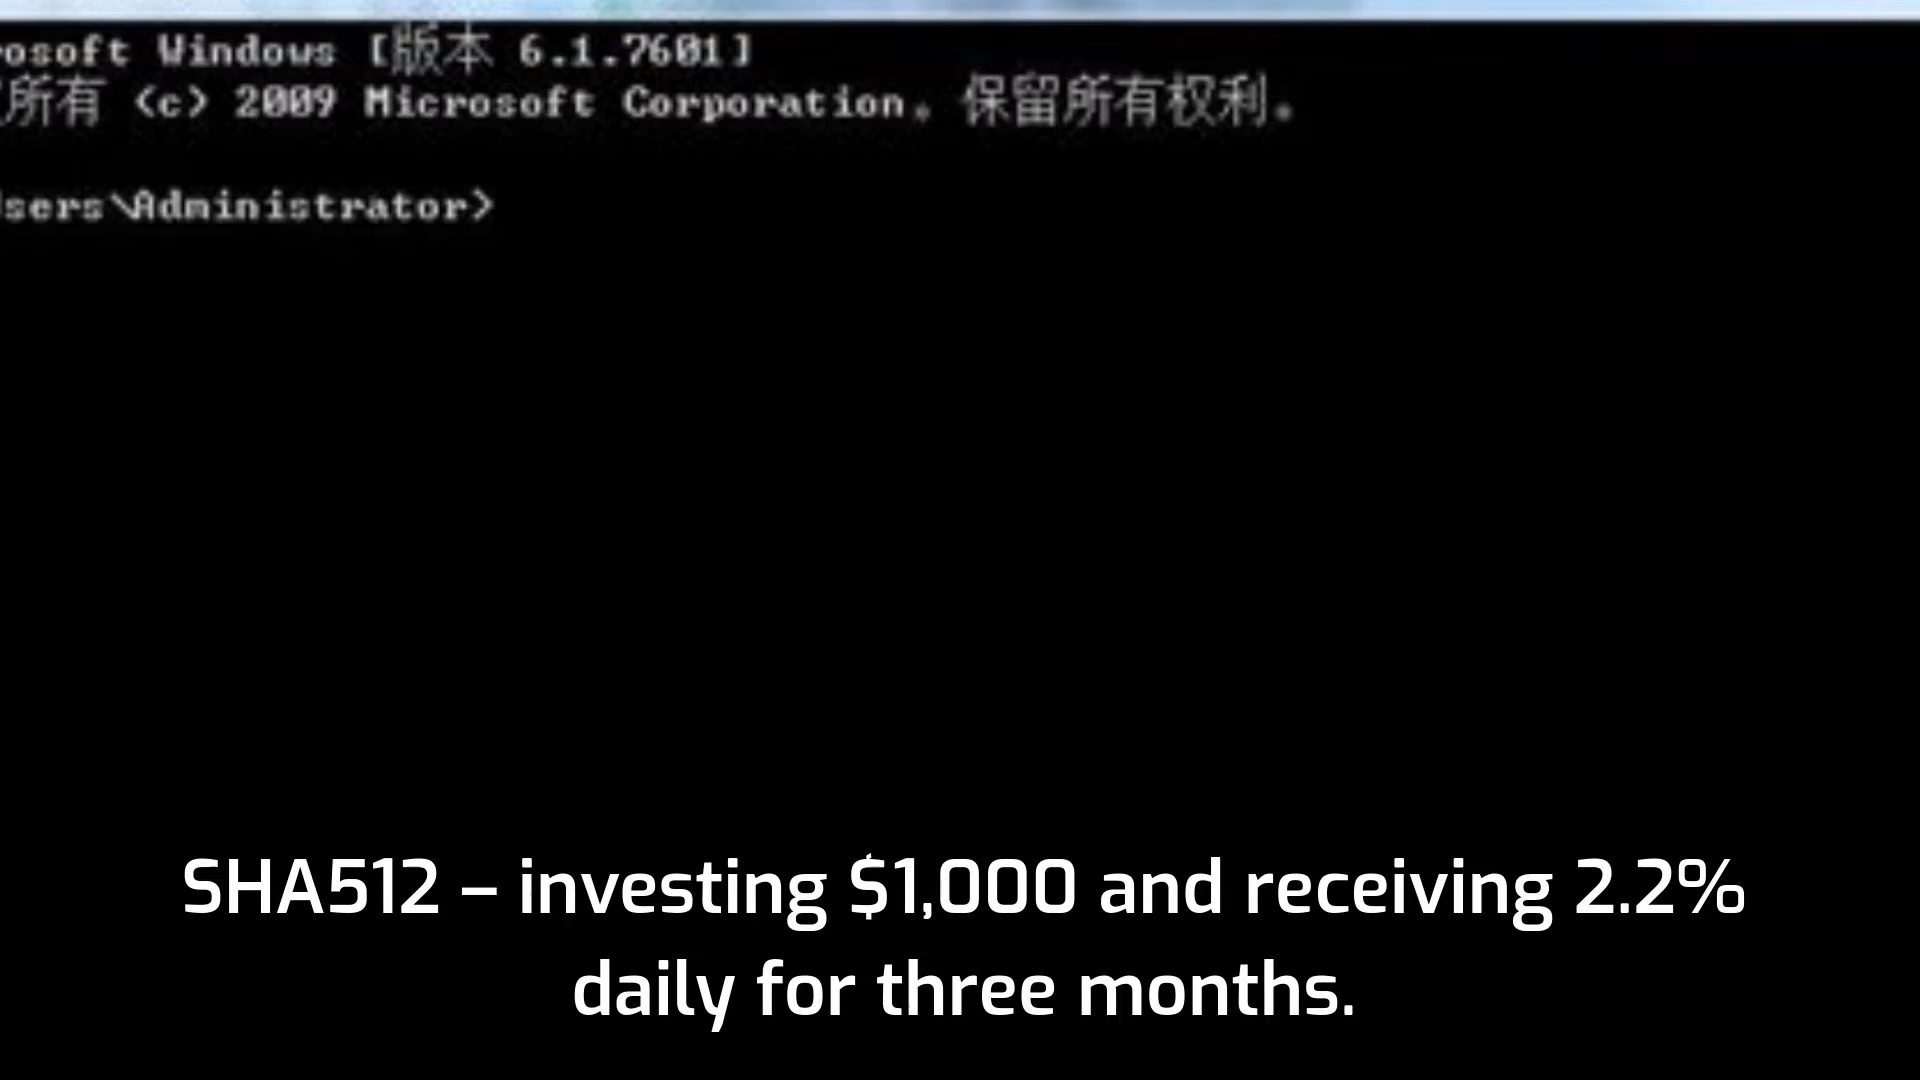 rosoft Windows [版本 6.1.7601]
所有 (c) 2009 Microsoft Corporation。保留所有权利。
sers\Administrator>
SHA512 – investing $1,000 and receiving 2.2%
daily for three months.